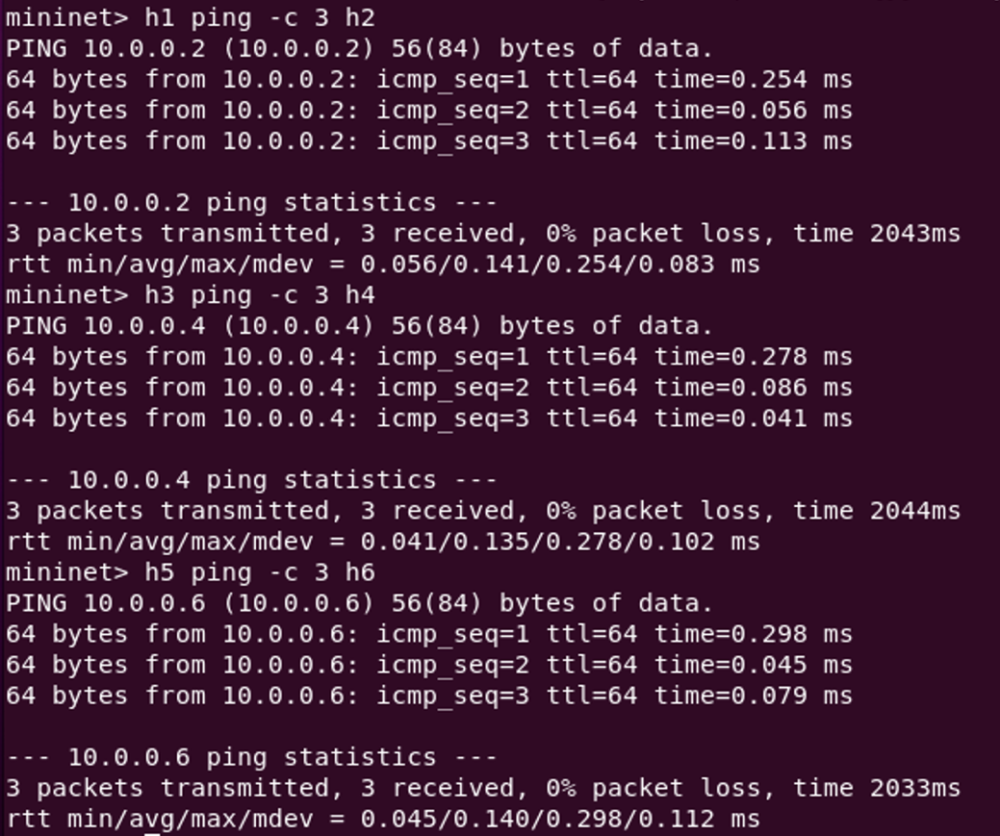 mininet> h1 ping -c 3 h2
PING 10.0.0.2 (10.0.0.2) 56(84) bytes of data.
64 bytes from 10.0.0.2: icmp_seq=1 ttl=64 time=0.254 ms
64 bytes from 10.0.0.2: icmp_seq=2 ttl=64 time=0.056 ms
64 bytes from 10.0.0.2: icmp_seq=3 ttl=64 time=0.113 ms
--- 10.0.0.2 ping statistics ---
3 packets transmitted, 3 received, 0% packet loss, time 2043ms
rtt min/avg/max/mdev = 0.056/0.141/0.254/0.083 ms
mininet> h3 ping -c 3 h4
PING 10.0.0.4 (10.0.0.4) 56(84) bytes of data.
64 bytes from 10.0.0.4: icmp_seq=1 ttl=64 time=0.278 ms
64 bytes from 10.0.0.4: icmp_seq=2 ttl=64 time=0.086 ms
64 bytes from 10.0.0.4: icmp_seq=3 ttl=64 time=0.041 ms
--- 10.0.0.4 ping statistics ---
3 packets transmitted, 3 received, 0% packet loss, time 2044ms
rtt min/avg/max/mdev = 0.041/0.135/0.278/0.102 ms
mininet> h5 ping -c 3 h6
PING 10.0.0.6 (10.0.0.6) 56(84) bytes of data.
64 bytes from 10.0.0.6: icmp_seq=1 ttl=64 time=0.298 ms
64 bytes from 10.0.0.6: icmp_seq=2 ttl=64 time=0.045 ms
64 bytes from 10.0.0.6: icmp_seq=3 ttl=64 time=0.079 ms
--- 10.0.0.6 ping statistics ---
3 packets transmitted, 3 received, 0% packet loss, time 2033ms
rtt min/avg/max/mdev = 0.045/0.140/0.298/0.112 ms